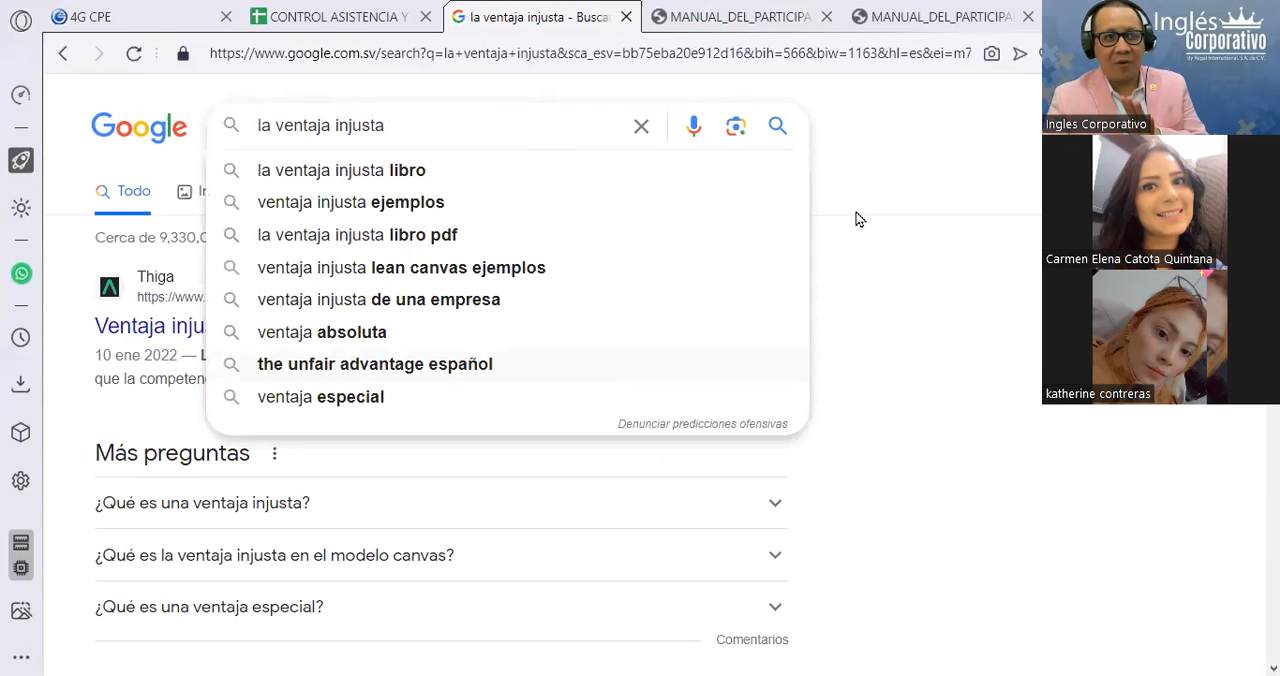 4G CPE
CONTROL ASISTENCIA Y
la ventaja injusta - Busca
MANUAL_DEL_PARTICIPA
MANUAL_DEL_PARTICIPA
https://www.google.com.sv/search?q=la+ventaja+injusta&sca_esv=bb75eba20e912d16&bih=566&biw=1163&hl=es&ei=m7
Google
la ventaja injusta
la ventaja injusta libro
ventaja injusta ejemplos
la ventaja injusta libro pdf
ventaja injusta lean canvas ejemplos
ventaja injusta de una empresa
ventaja absoluta
the unfair advantage español
ventaja especial
Denunciar predicciones ofensivas
Todo
Cerca de 9,330,0
Thiga
https://www.
Ventaja inju
10 ene 2022 — L
que la competen
Más preguntas
¿Qué es una ventaja injusta?
¿Qué es la ventaja injusta en el modelo canvas?
¿Qué es una ventaja especial?
Comentarios
Inglés
Corporativo
By Regal International, S.A. de C.V.
Ingles Corporativo
Carmen Elena Catota Quintana
katherine contreras